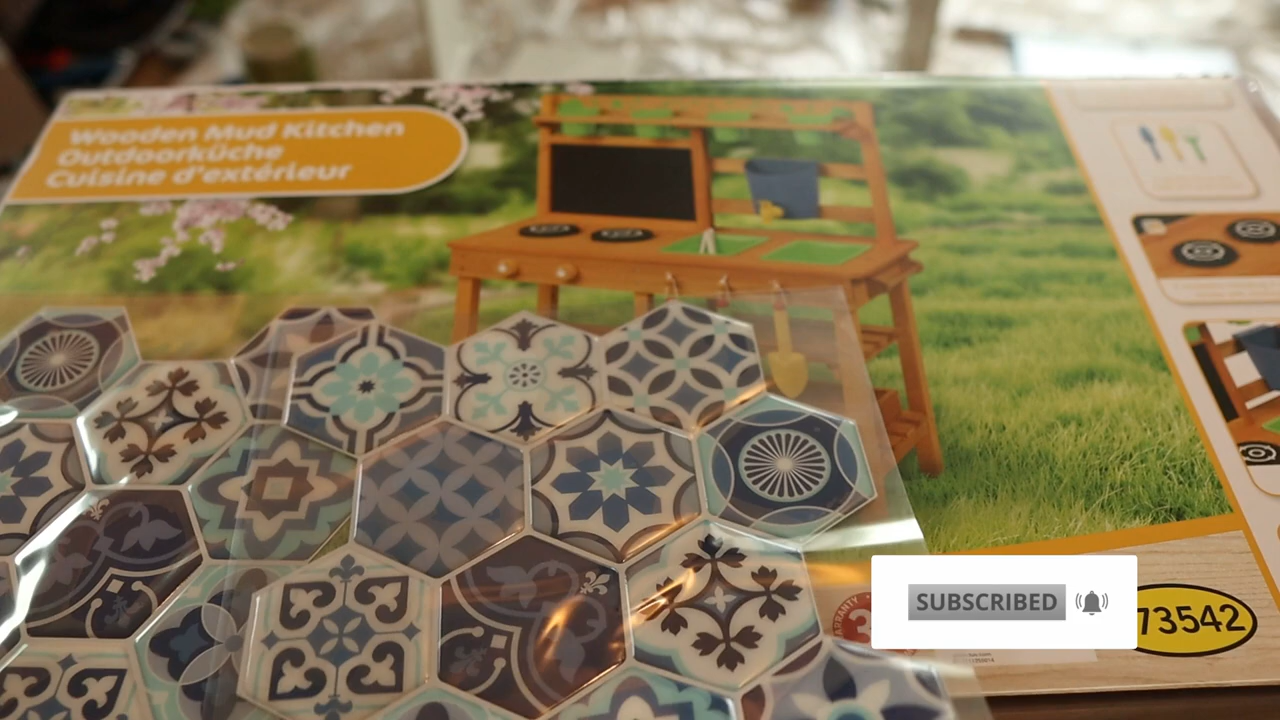 Wooden Mud Kitchen
Outdoorküche
Cuisine d'extérieur
SUBSCRIBED
73542